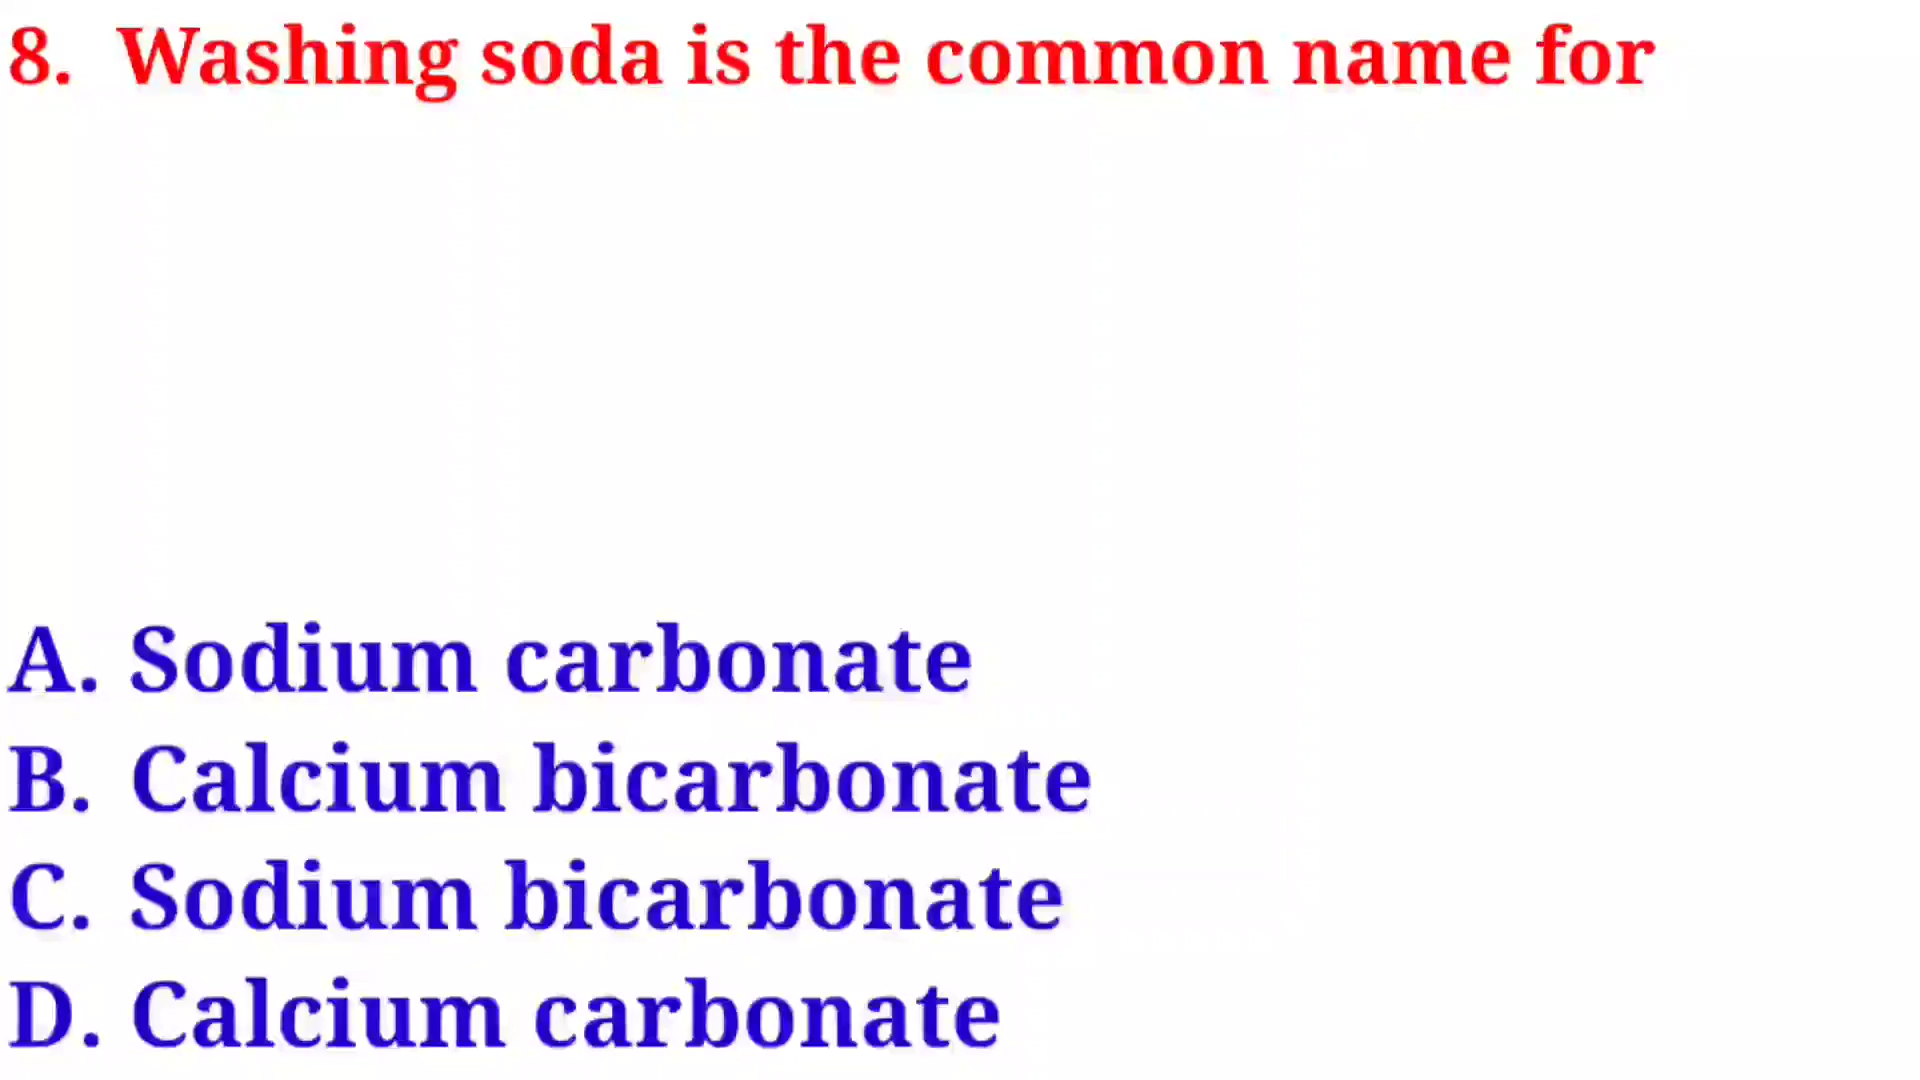 8. Washing soda is the common name for
A. Sodium carbonate
B. Calcium bicarbonate
C. Sodium bicarbonate
D. Calcium carbonate